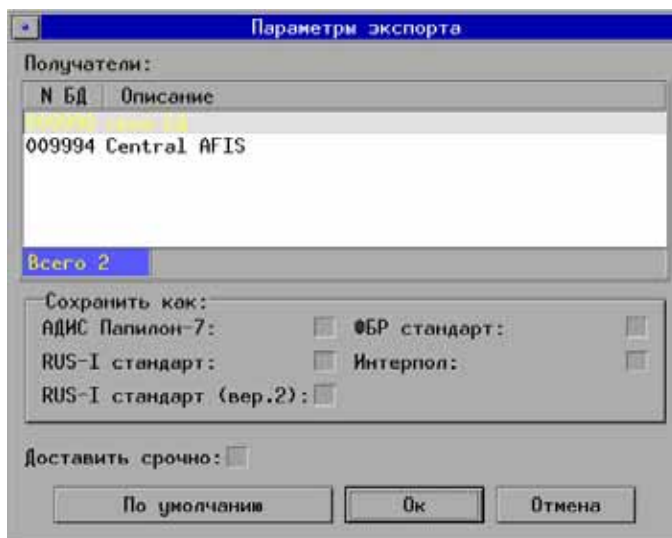 Параметры экспорта
Получатели:
N БД Описание
009994 Central AFIS
Всего 2
Сохранить как:
АДИС Папилон-7: ФБР стандарт:
RUS-I стандарт: Интерпол:
RUS-I стандарт (вер.2):
Доставить срочно:
По умолчанию Ок Отмена